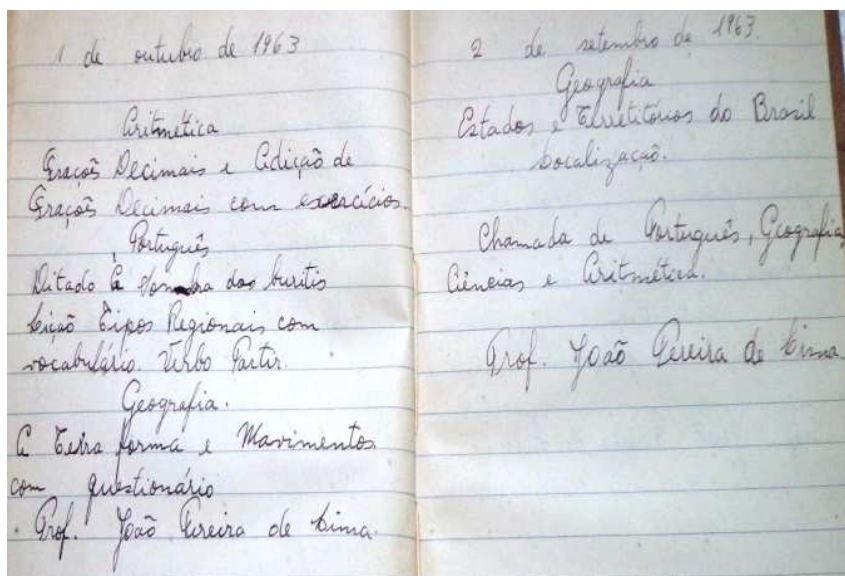 1 de outubro de 1963
Aritmética
Frações Decimais e Adição de
Frações Decimais com exercícios.
Português
Ditado À sombra dos buritis
Lição Tipos Regionais com
vocabulário. Verbo Partir.
Geografia.
A Terra forma e Movimentos
com questionário
Prof. João Pereira de Lima.
2 de setembro de 1963.
Geografia
Estados e Territórios do Brasil
Localização.
Chamada de Português, Geografia
Ciências e Aritmética.
Prof. João Pereira de Lima.